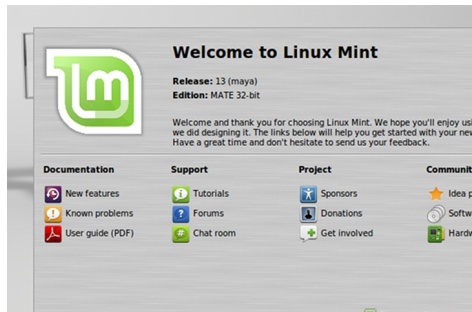 Welcome to Linux Mint
Release: 13 (maya)
Edition: MATE 32-bit
Welcome and thank you for choosing Linux Mint. We hope you'll enjoy
we did designing it. The links below will help you get started with your
Have a great time and don't hesitate to send us your feedback.
Documentation Support Project
New features Tutorials Sponsors Idea
Known problems Forums Donations
User guide (PDF) Chat room Get involved